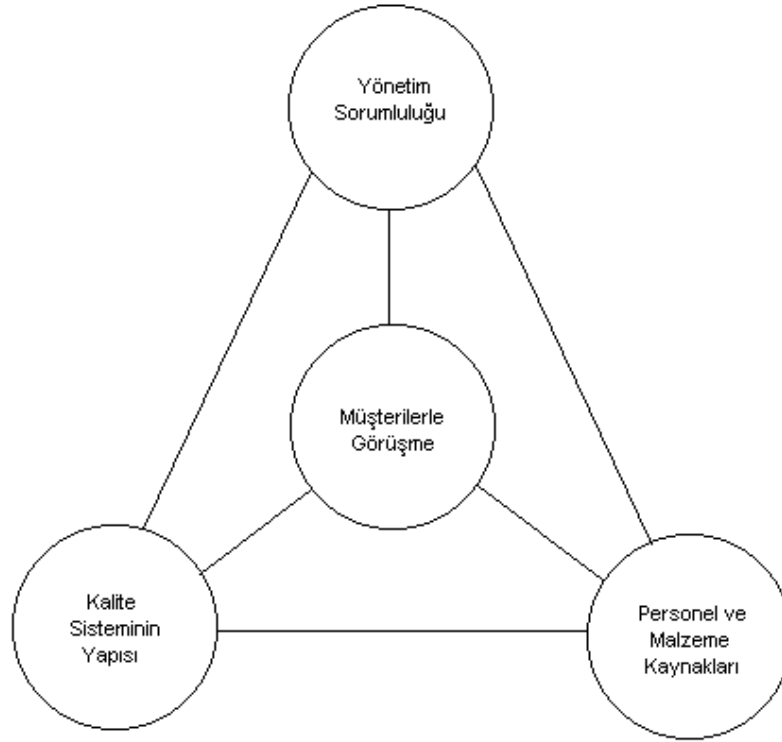 Yönetim
Sorumluluğu
Müşterilerle
Görüşme
Kalite
Sisteminin
Yapısı
Personel ve
Malzeme
Kaynakları